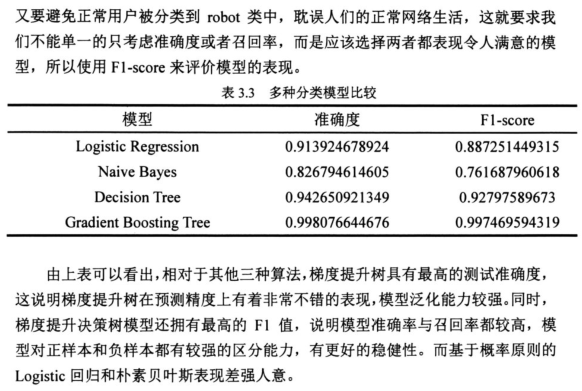 又要避免正常用户被分类到 robot 类中，耽误人们的正常网络生活，这就要求我
们不能单一的只考虑准确度或者召回率，而是应该选择两者都表现令人满意的模
型，所以使用 F1-score 来评价模型的表现。
表 3.3 多种分类模型比较
模型 准确度 F1-score
Logistic Regression 0.913924678924 0.887251449315
Naive Bayes 0.826794614605 0.761687960618
Decision Tree 0.942650921349 0.92797589673
Gradient Boosting Tree 0.998076644676 0.997469594319
由上表可以看出，相对于其他三种算法，梯度提升树具有最高的测试准确度，
这说明梯度提升树在预测精度上有着非常不错的表现，模型泛化能力较强。同时，
梯度提升决策树模型还拥有最高的 F1 值，说明模型准确率与召回率都较高，模
型对正样本和负样本都有较强的区分能力，有更好的稳健性。而基于概率原则的
Logistic 回归和朴素贝叶斯表现差强人意。